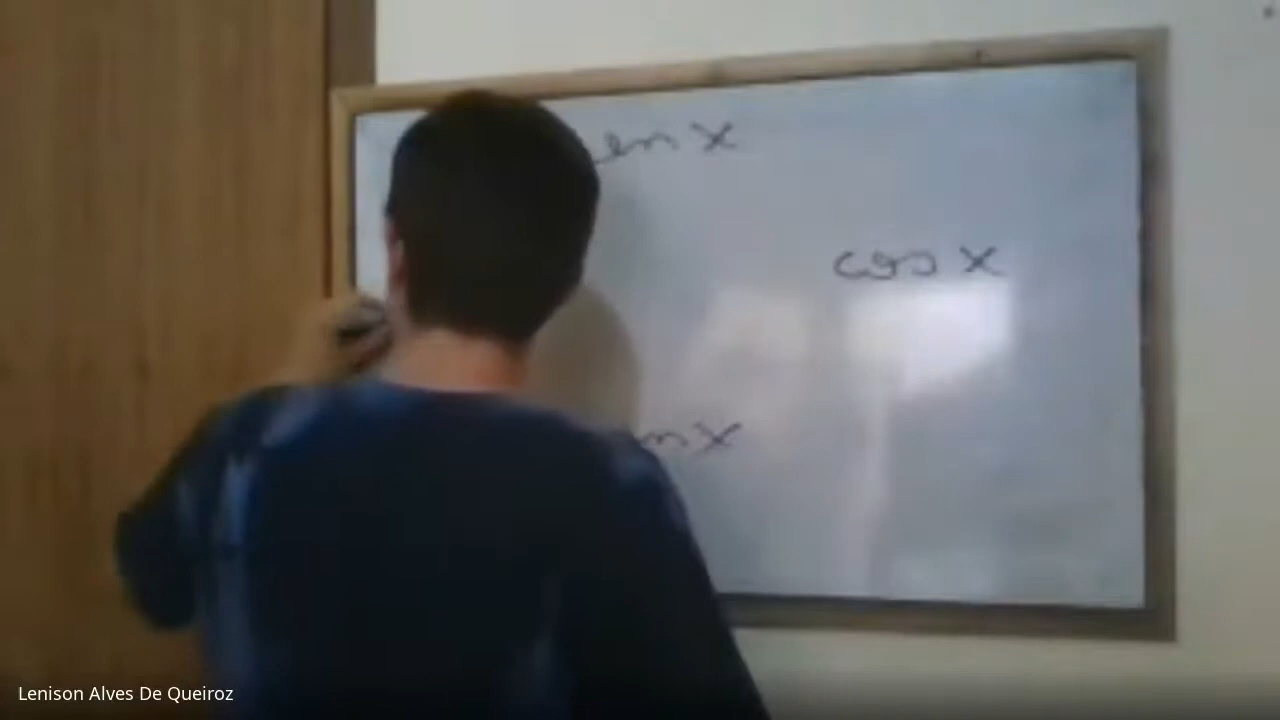 en x
cos x
n x
Lenison Alves De Queiroz